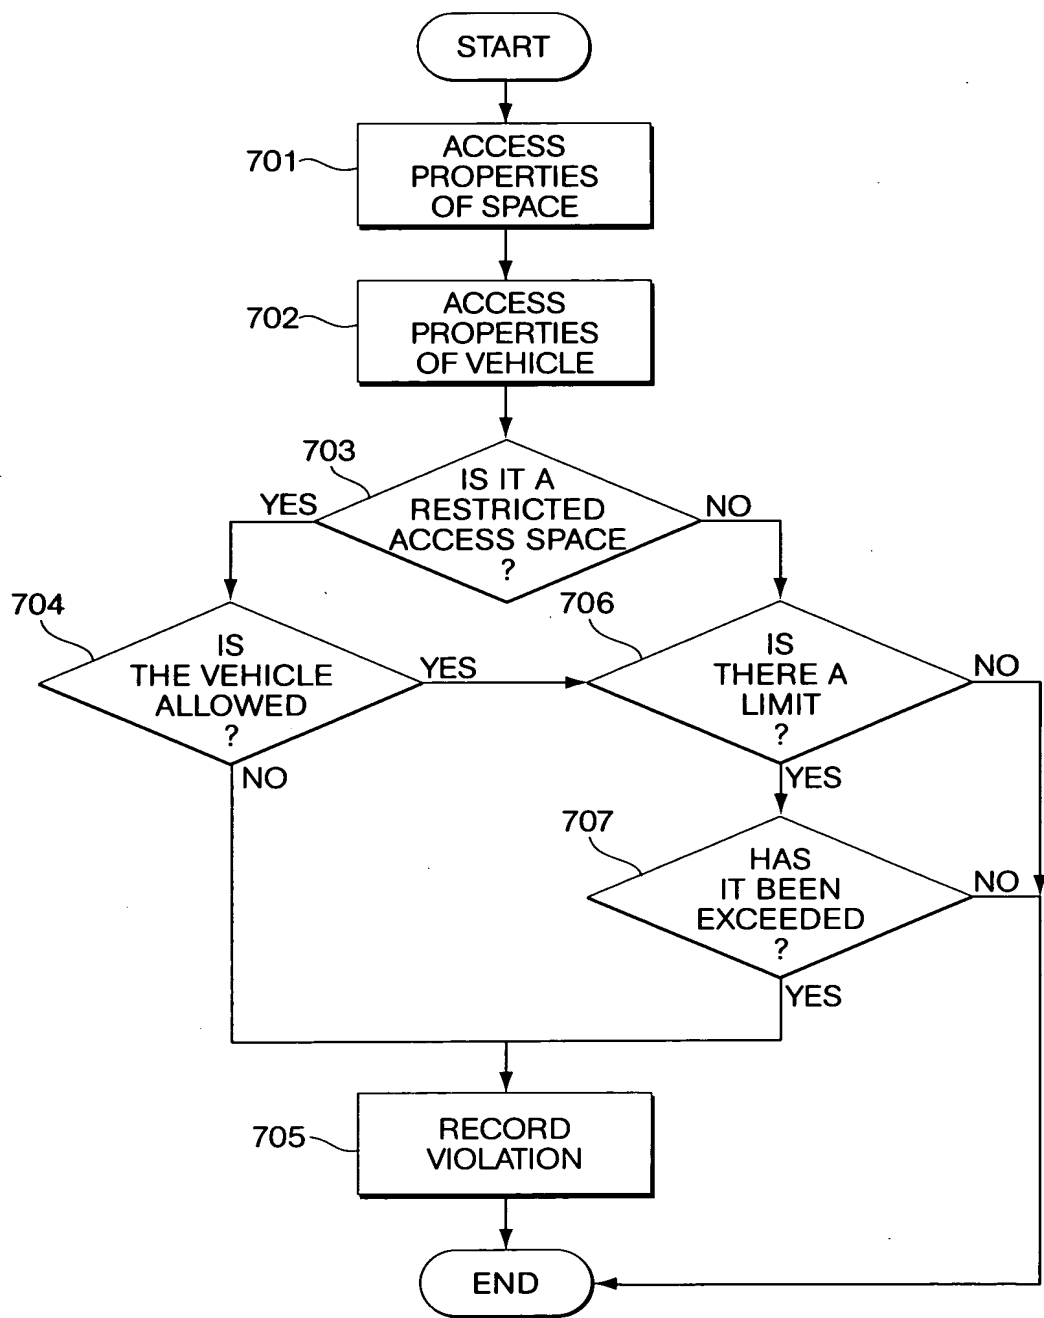 START
701
ACCESS
PROPERTIES
OF SPACE
702
ACCESS
PROPERTIES
OF VEHICLE
703
IS IT A
RESTRICTED
ACCESS SPACE
?
YES
NO
704
IS
THE VEHICLE
ALLOWED
?
YES
NO
706
IS
THERE A
LIMIT
?
NO
YES
707
HAS
IT BEEN
EXCEEDED
?
NO
YES
705
RECORD
VIOLATION
END